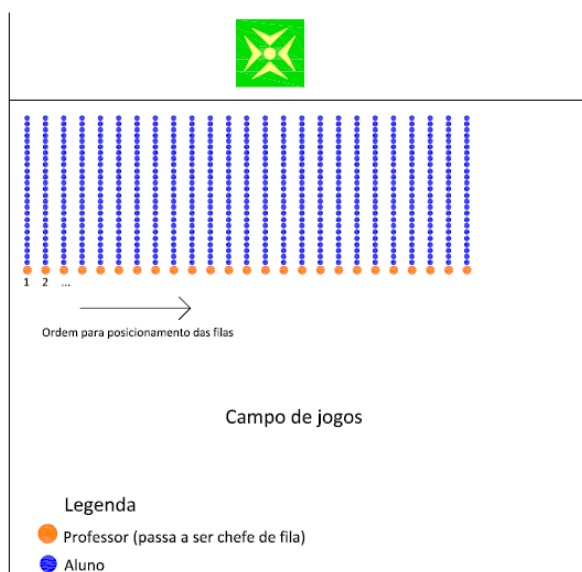 1 2 ...
Ordem para posicionamento das filas
Campo de jogos
Legenda
Professor (passa a ser chefe de fila)
Aluno